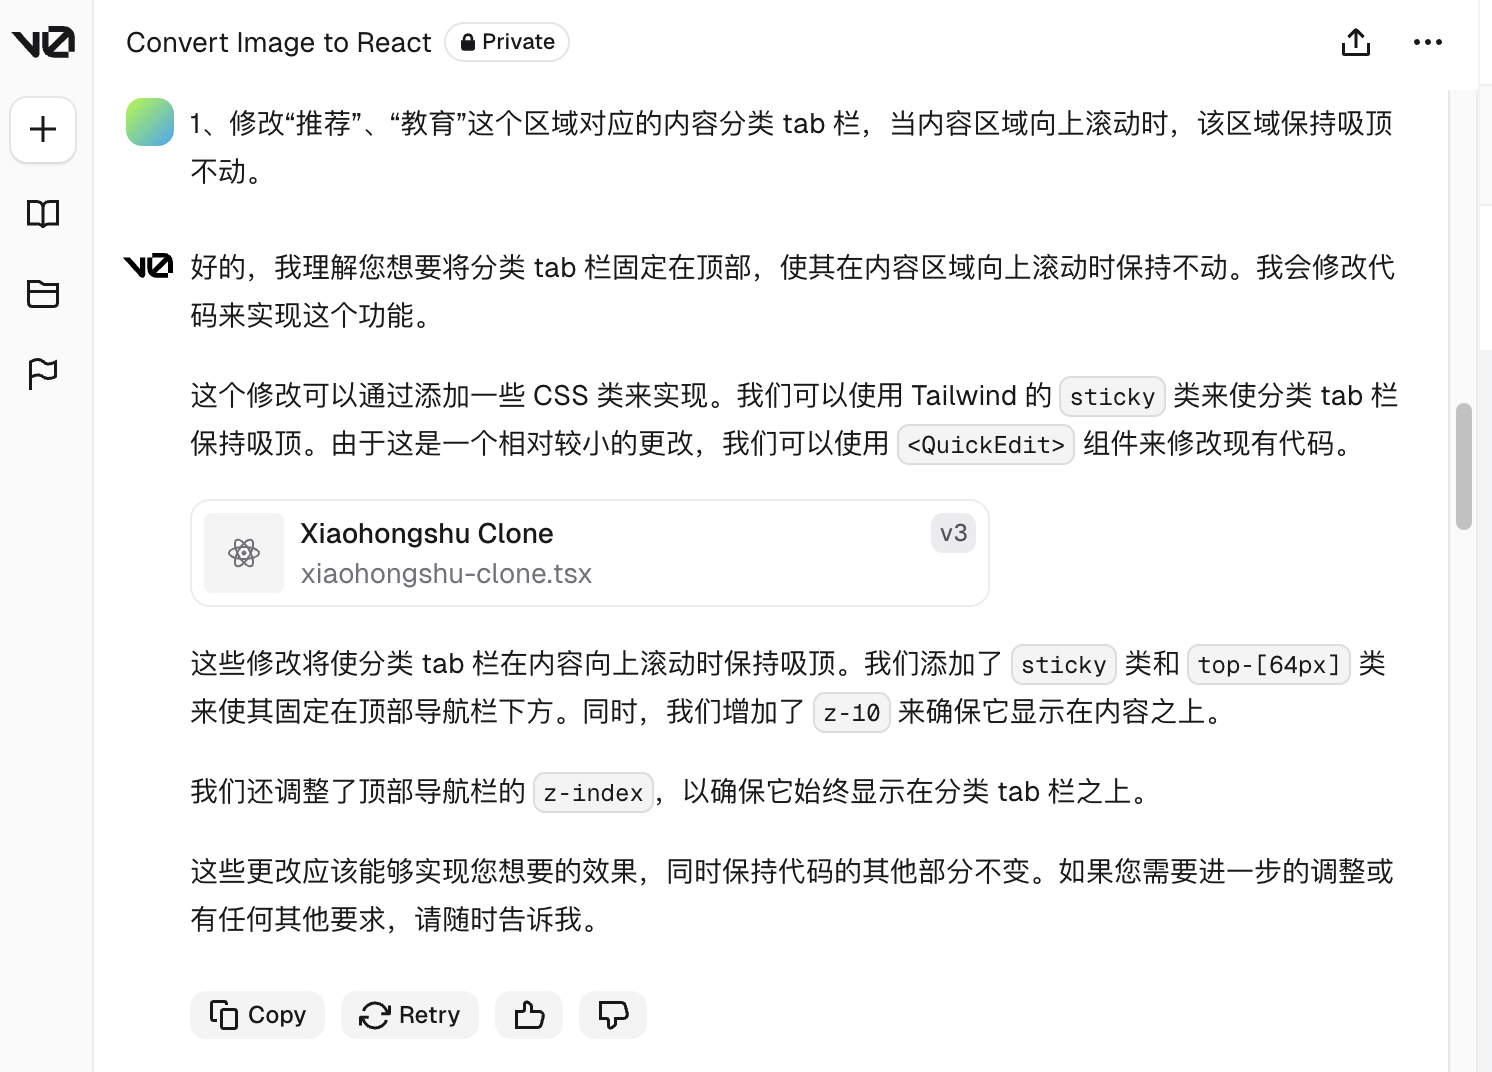 v0
Convert Image to React
Private
1、修改“推荐”、“教育”这个区域对应的内容分类 tab 栏，当内容区域向上滚动时，该区域保持吸顶
不动。
v0
好的，我理解您想要将分类 tab 栏固定在顶部，使其在内容区域向上滚动时保持不动。我会修改代
码来实现这个功能。
这个修改可以通过添加一些 CSS 类来实现。我们可以使用 Tailwind 的 sticky 类来使分类 tab 栏
保持吸顶。由于这是一个相对较小的更改，我们可以使用 <QuickEdit> 组件来修改现有代码。
Xiaohongshu Clone
v3
xiaohongshu-clone.tsx
这些修改将使分类 tab 栏在内容向上滚动时保持吸顶。我们添加了 sticky 类和 top-[64px] 类
来使其固定在顶部导航栏下方。同时，我们增加了 z-10 来确保它显示在内容之上。
我们还调整了顶部导航栏的 z-index，以确保它始终显示在分类 tab 栏之上。
这些更改应该能够实现您想要的效果，同时保持代码的其他部分不变。如果您需要进一步的调整或
有任何其他要求，请随时告诉我。
Copy
Retry